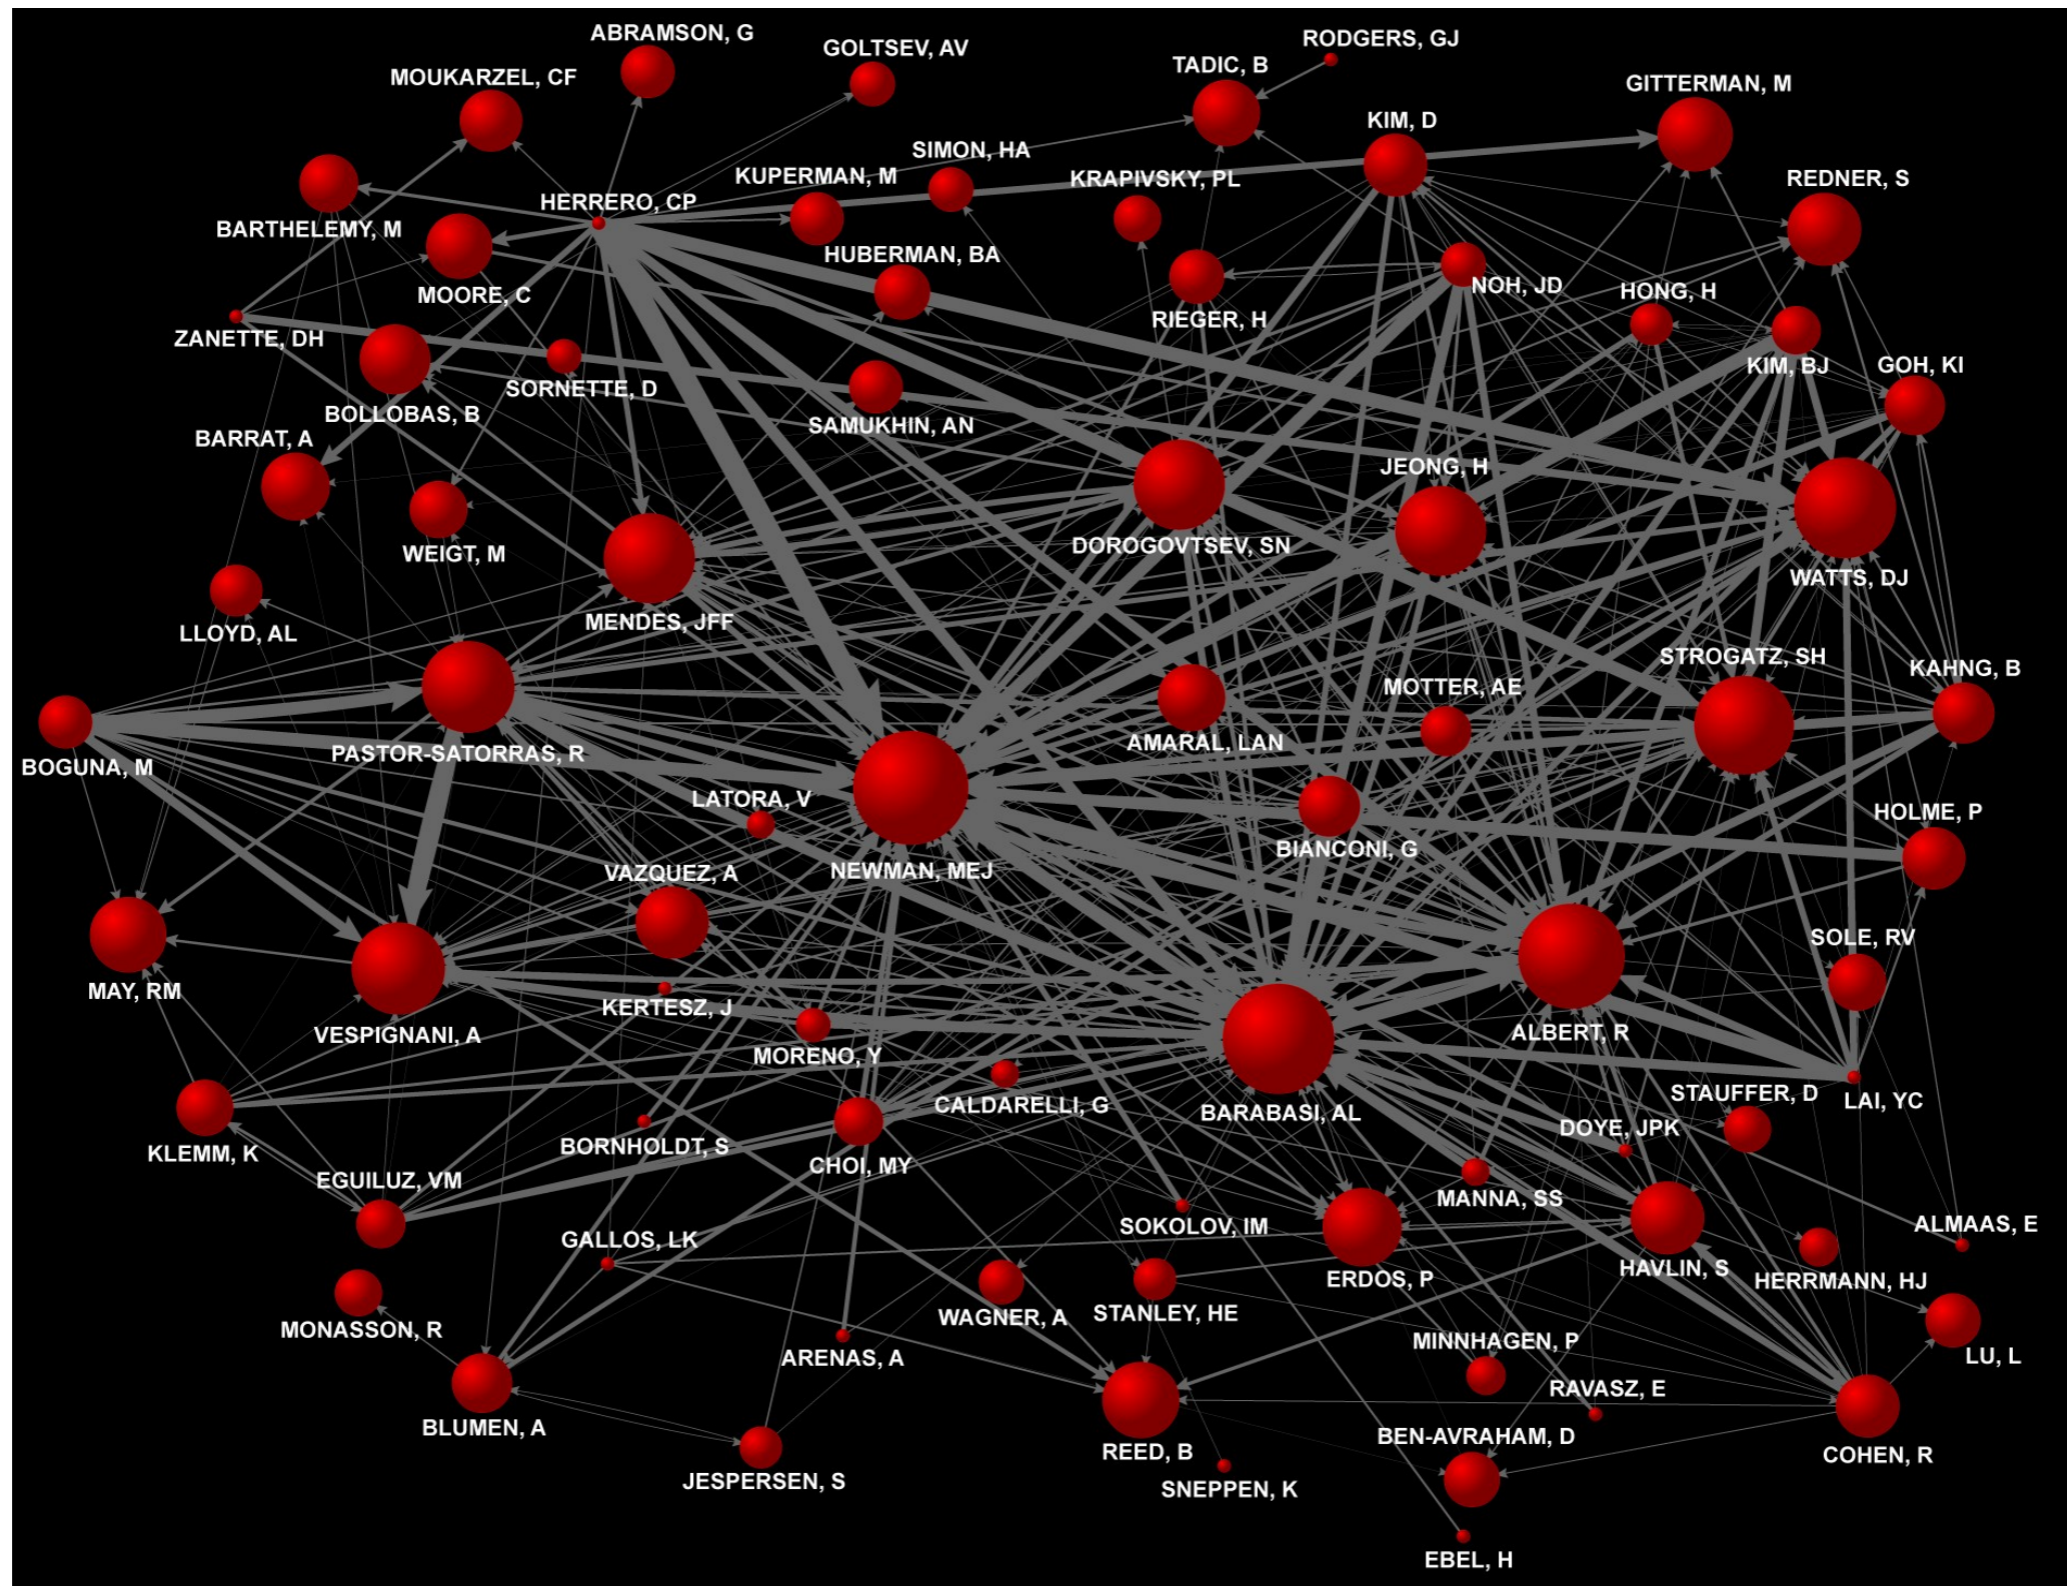 ABRAMSON, G
RODGERS, GJ
GOLTSEV, AV
TADIC, B
MOUKARZEL, CF
GITTERMAN, M
KIM, D
SIMON, HA
KUPERMAN, M
KRAPIVSKY, PL
REDNER, S
HERRERO, CP
BARTHELEMY, M
HUBERMAN, BA
NOH, JD
HONG, H
MOORE, C
RIEGER, H
ZANETTE, DH
KIM, BJ
GOH, KI
SORNETTE, D
BOLLOBAS, B
SAMUKHIN, AN
BARRAT, A
JEONG, H
DOROGOVTSEV, SN
WEIGT, M
WATTS, DJ
MENDES, JFF
LLOYD, AL
STROGATZ, SH
KAHNG, B
MOTTER, AE
AMARAL, LAN
PASTOR-SATORRAS, R
BOGUNA, M
LATORA, V
HOLME, P
BIANCONI, G
VAZQUEZ, A
NEWMAN, MEJ
SOLE, RV
MAY, RM
KERTESZ, J
VESPIGNANI, A
ALBERT, R
MORENO, Y
STAUFFER, D
LAI, YC
CALDARELLI, G
BARABASI, AL
DOYE, JPK
BORNHOLDT, S
KLEMM, K
CHOI, MY
EGUILUZ, VM
MANNA, SS
SOKOLOV, IM
ALMAAS, E
GALLOS, LK
HAVLIN, S
ERDOS, P
HERRMANN, HJ
STANLEY, HE
WAGNER, A
MONASSON, R
MINNHAGEN, P
LU, L
ARENAS, A
RAVASZ, E
BLUMEN, A
BEN-AVRAHAM, D
REED, B
COHEN, R
JESPERSEN, S
SNEPPEN, K
EBEL, H